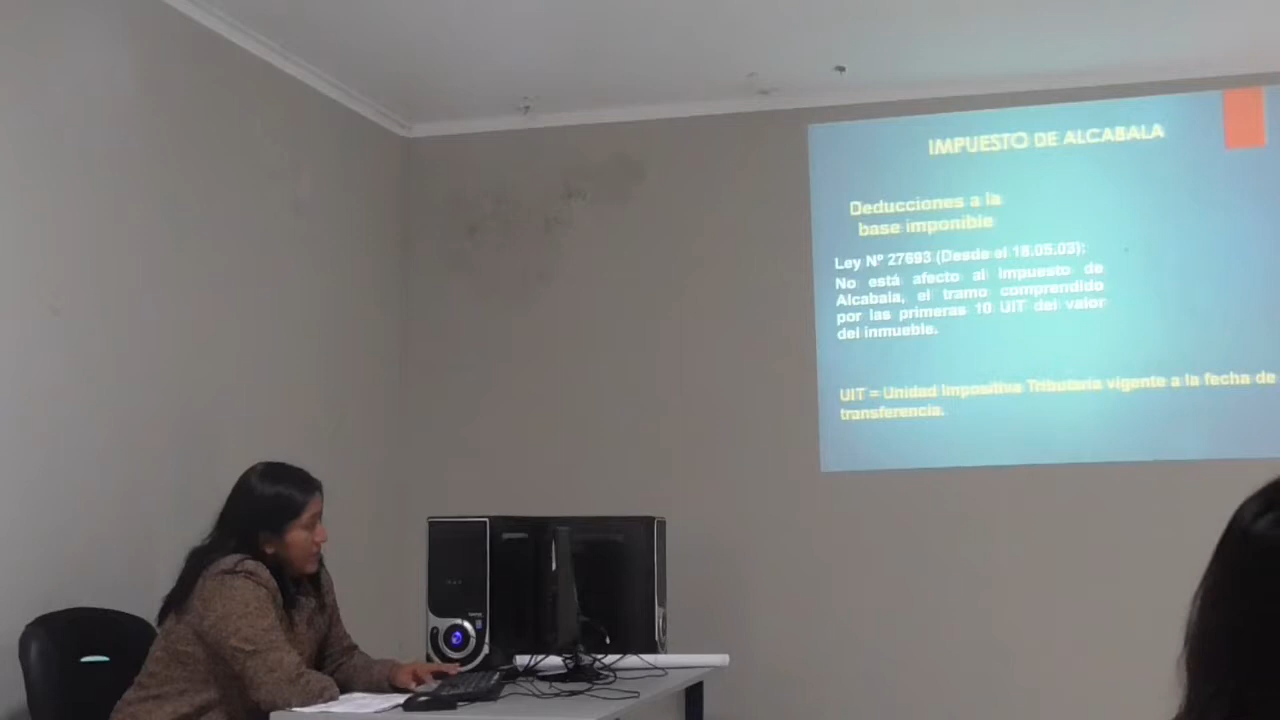 IMPUESTO DE ALCABALA
Deducciones a la
base imponible
Ley Nº 27693 (Desde el 18.05.03):
No está afecto al Impuesto de
Alcabala, el tramo comprendido
por las primeras 10 UIT del valor
del inmueble.
UIT = Unidad Impositiva Tributaria vigente a la fecha de
transferencia.